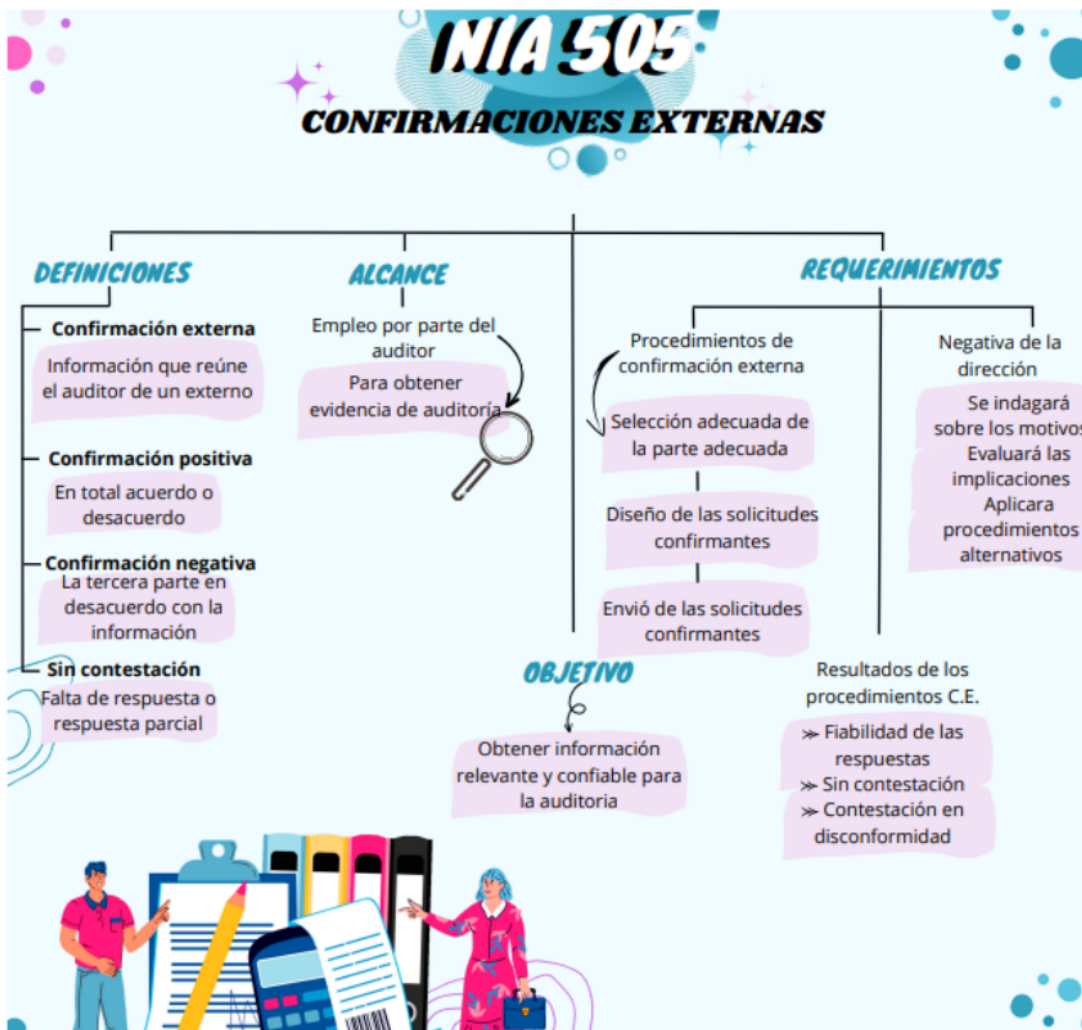 NIA 505
CONFIRMACIONES EXTERNAS
DEFINICIONES
Confirmación externa
Información que reúne
el auditor de un externo
Confirmación positiva
En total acuerdo o
desacuerdo
Confirmación negativa
La tercera parte en
desacuerdo con la
información
Sin contestación
Falta de respuesta o
respuesta parcial
ALCANCE
Empleo por parte del
auditor
Para obtener
evidencia de auditoría
OBJETIVO
Obtener información
relevante y confiable para
la auditoria
REQUERIMIENTOS
Procedimientos de
confirmación externa
Selección adecuada de
la parte adecuada
Diseño de las solicitudes
confirmantes
Envió de las solicitudes
confirmantes
Resultados de los
procedimientos C.E.
Fiabilidad de las
respuestas
Sin contestación
Contestación en
disconformidad
Negativa de la
dirección
Se indagará
sobre los motivos
Evaluará las
implicaciones
Aplicara
procedimientos
alternativos